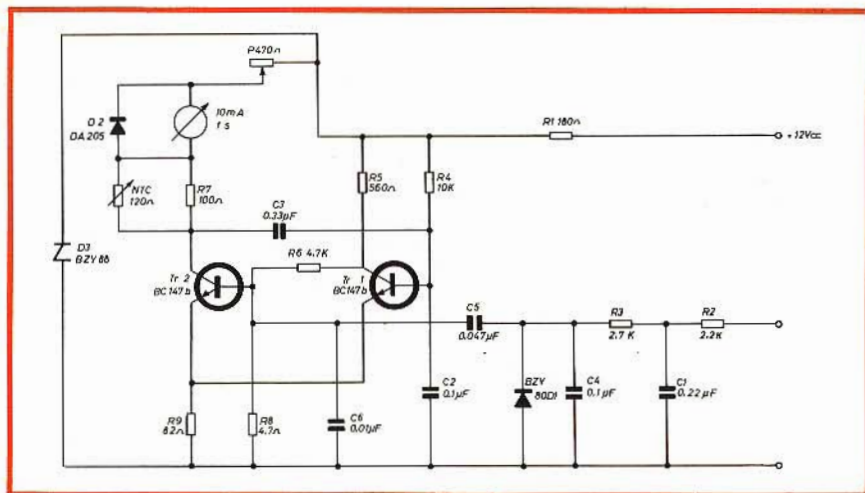 P470Ω
D2
OA205
10mA
f s
R1 180Ω
+12Vcc
R5
560Ω
R4
10K
NTC
120Ω
R7
100Ω
C3
0.33µF
D3
BZY88
R6 4.7K
Tr 2
BC147b
Tr 1
BC147b
C5
0.047µF
R3
2.7K
R2
2.2K
BZY
80D1
C4
0.1µF
C1
0.22µF
C2
0.1µF
R9
82Ω
R8
4.7Ω
C6
0.01µF